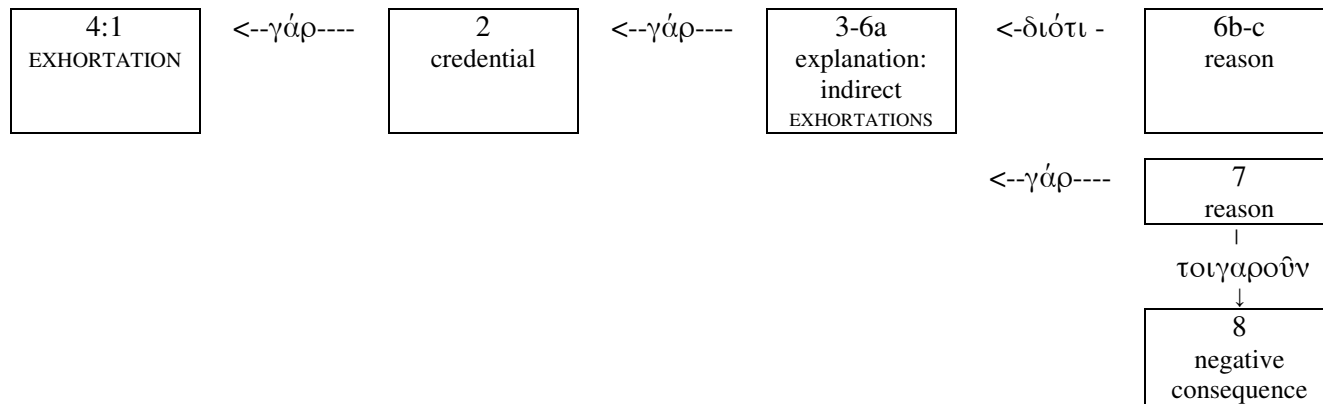 4:1 <--γάρ---- 2 <--γάρ---- 3-6a <-διότι - 6b-c
EXHORTATION credential explanation: reason
indirect
EXHORTATIONS
<--γάρ---- 7
reason
τοιγαροῦν
↓
8
negative
consequence